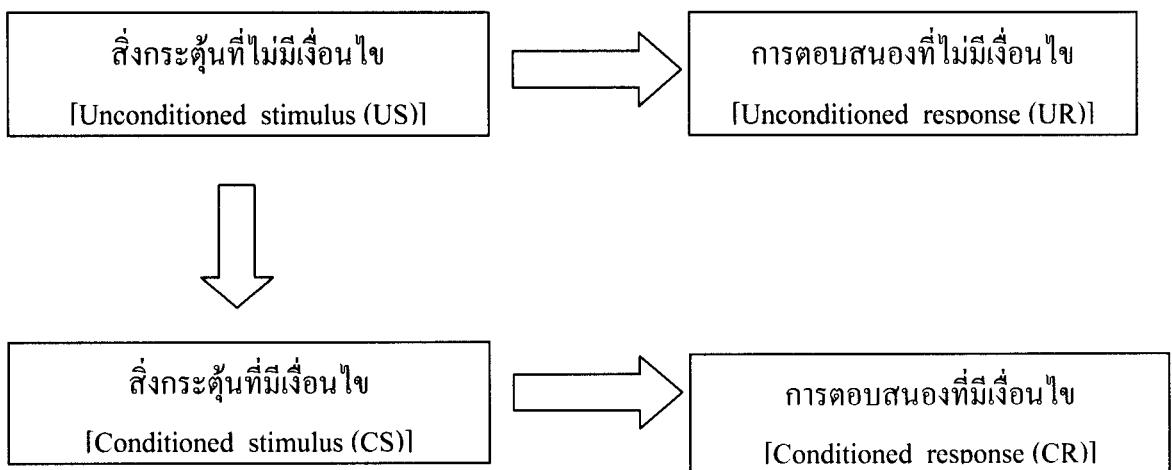 สิ่งกระตุ้นที่ไม่มีเงื่อนไข
[Unconditioned stimulus (US)]
การตอบสนองที่ไม่มีเงื่อนไข
[Unconditioned response (UR)]
สิ่งกระตุ้นที่มีเงื่อนไข
[Conditioned stimulus (CS)]
การตอบสนองที่มีเงื่อนไข
[Conditioned response (CR)]